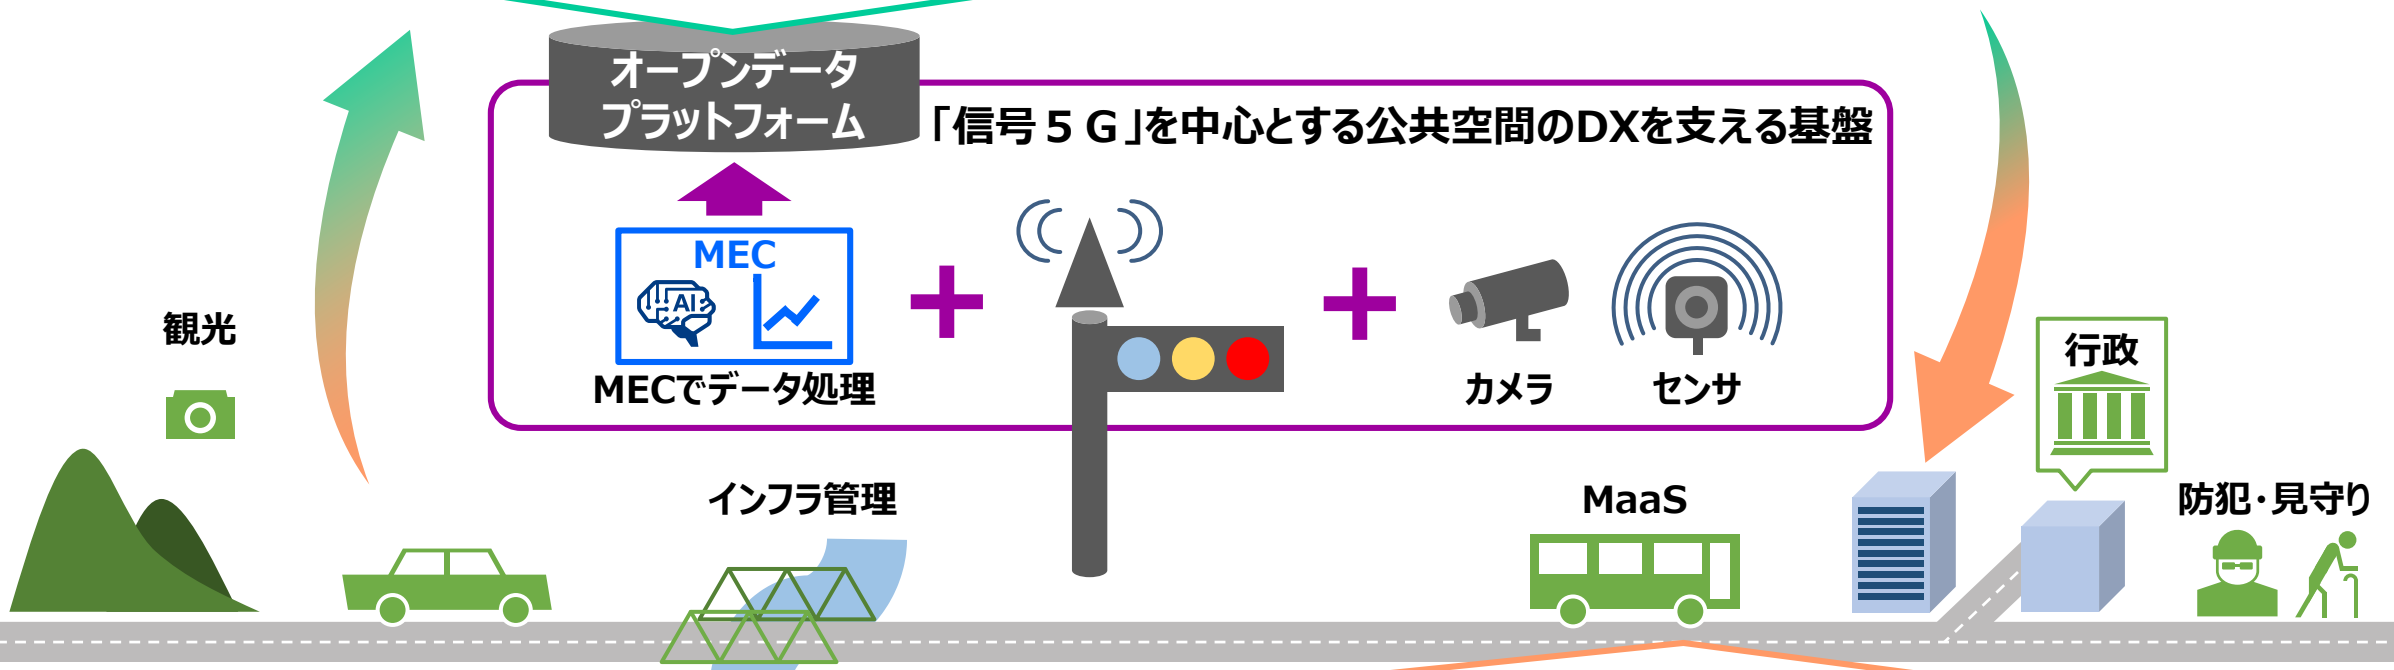 オープンデータ
プラットフォーム
「信号５Ｇ」を中心とする公共空間のDXを支える基盤
MEC
AI
MECでデータ処理
カメラ
センサ
観光
行政
インフラ管理
MaaS
防犯・見守り